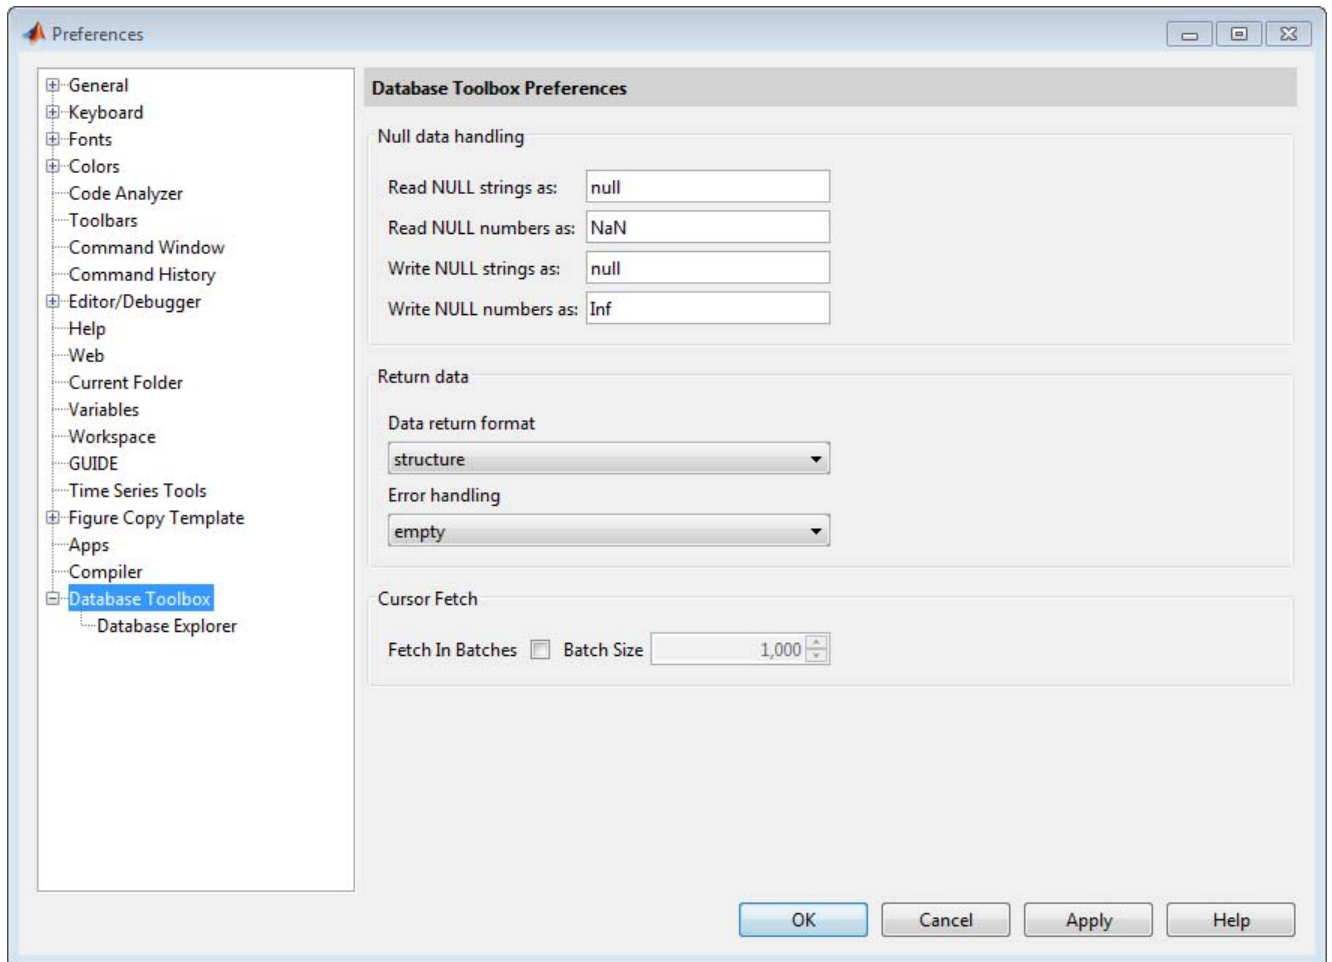 Preferences
General
Keyboard
Fonts
Colors
Code Analyzer
Toolbars
Command Window
Command History
Editor/Debugger
Help
Web
Current Folder
Variables
Workspace
GUIDE
Time Series Tools
Figure Copy Template
Apps
Compiler
Database Toolbox
Database Explorer
Database Toolbox Preferences
Null data handling
Read NULL strings as: null
Read NULL numbers as: NaN
Write NULL strings as: null
Write NULL numbers as: Inf
Return data
Data return format
structure
Error handling
empty
Cursor Fetch
Fetch In Batches Batch Size 1,000
OK Cancel Apply Help